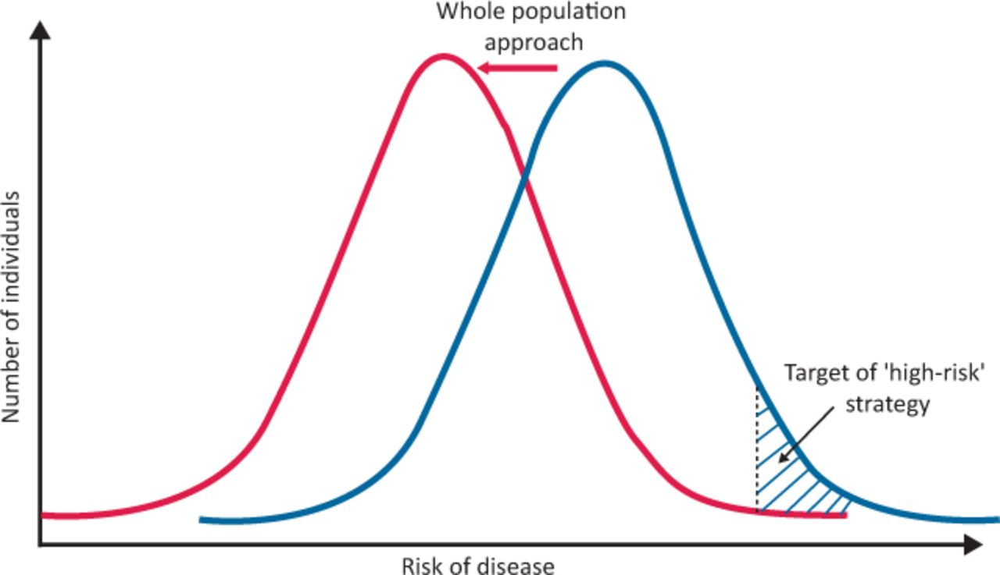 Whole population
approach
Number of individuals
Target of 'high-risk'
strategy
Risk of disease